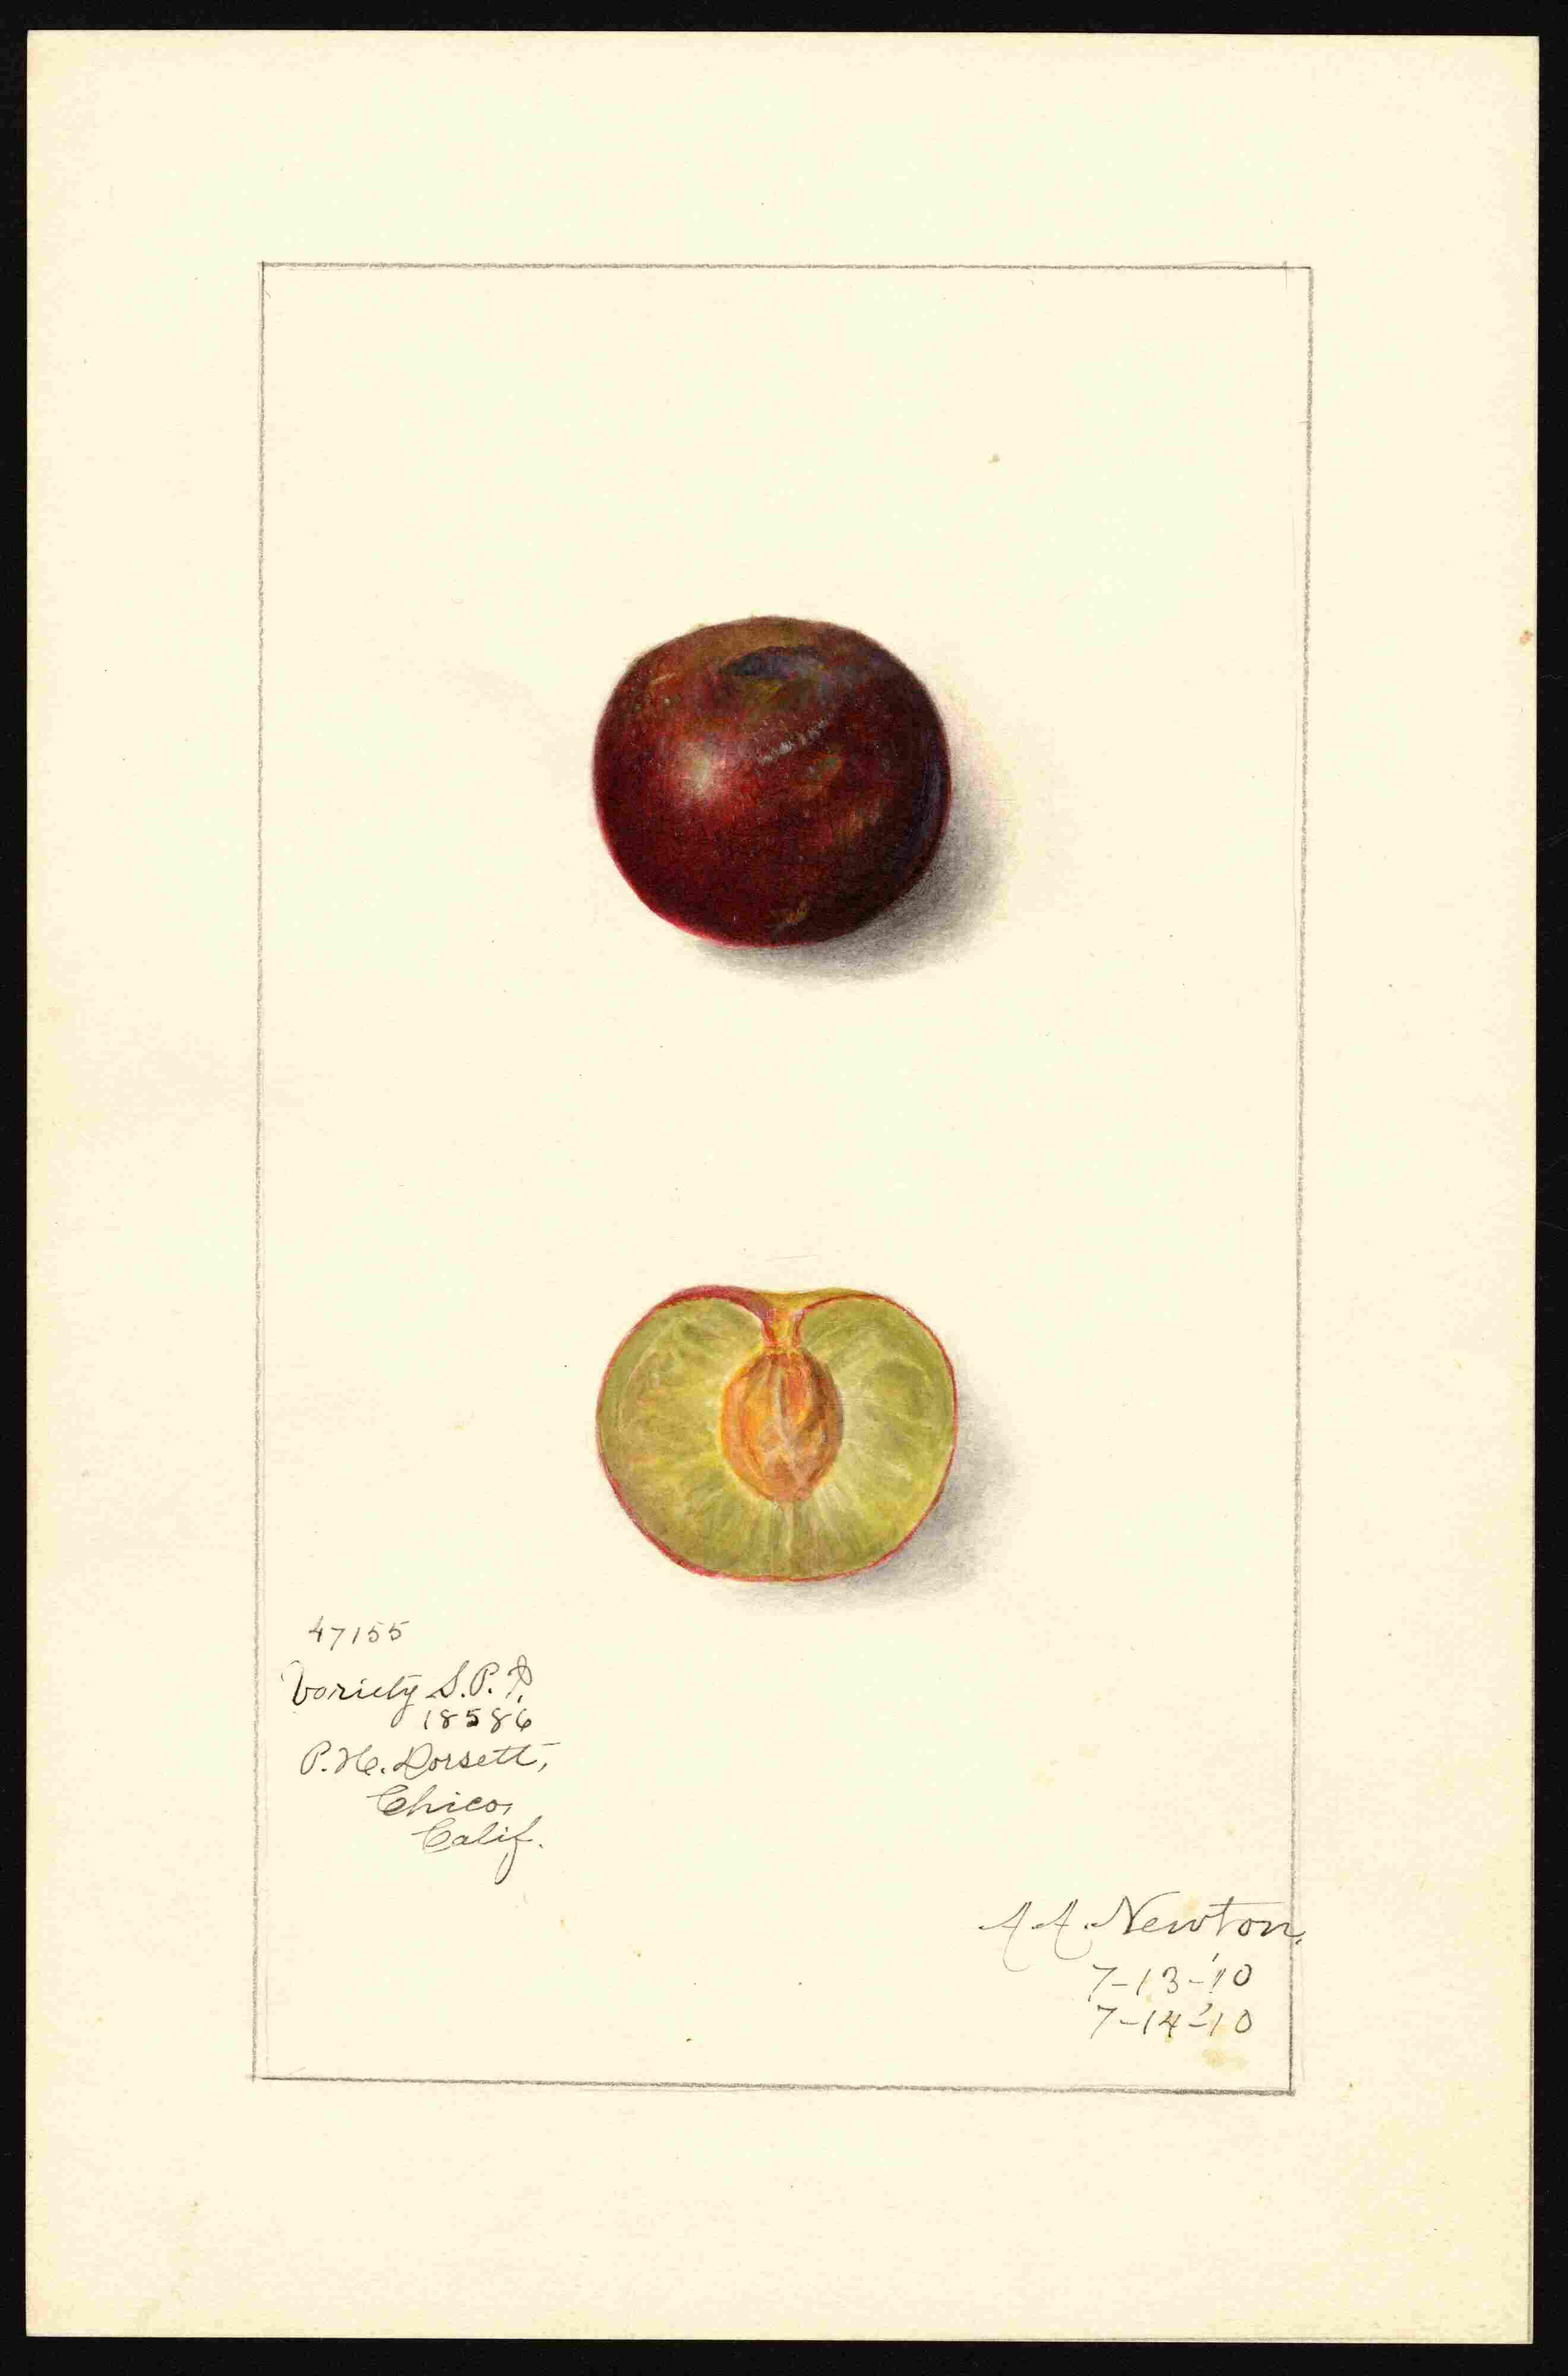 47155
Variety S.P.I.
18586
P.H. Dorsett,
Chico,
Calif.
A.A. Newton.
7-13-'10
7-14-'10